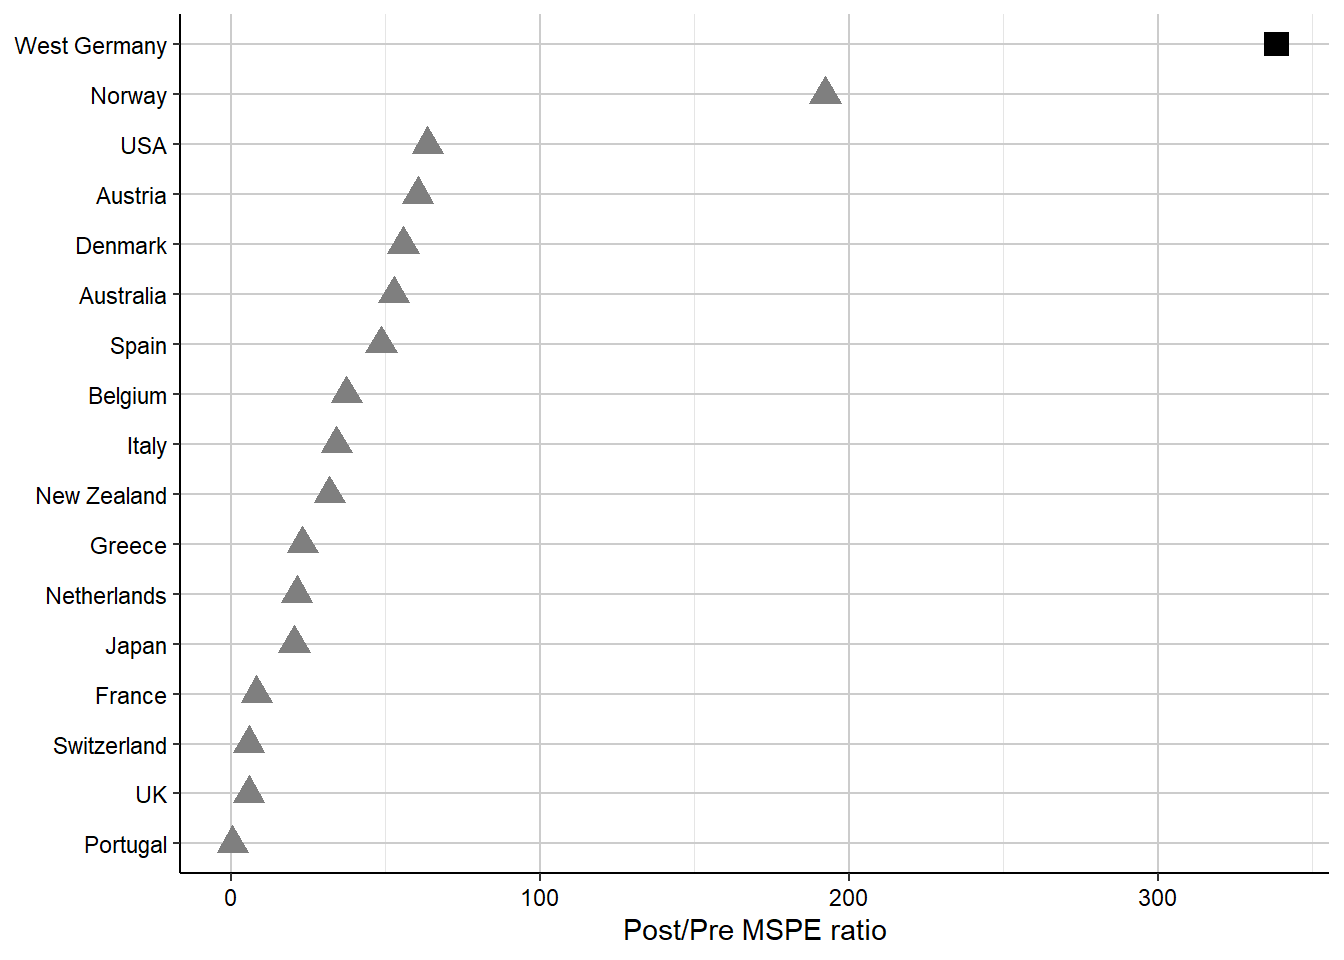 West Germany
Norway
USA
Austria
Denmark
Australia
Spain
Belgium
Italy
New Zealand
Greece
Netherlands
Japan
France
Switzerland
UK
Portugal
0 100 200 300
Post/Pre MSPE ratio